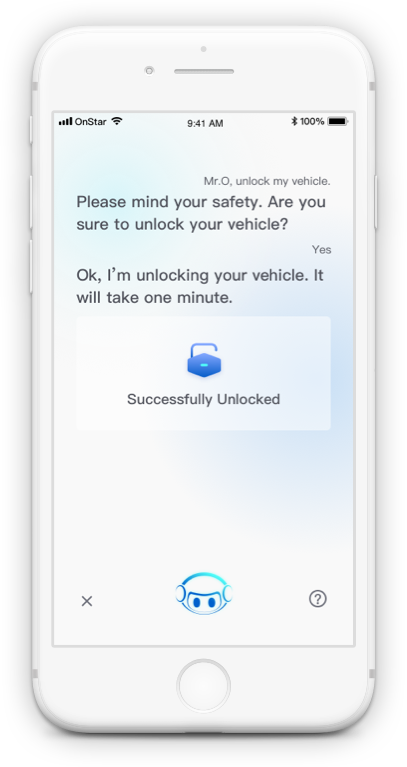 OnStar 9:41 AM 100%
Mr.O, unlock my vehicle.
Please mind your safety. Are you
sure to unlock your vehicle?
Yes
Ok, I'm unlocking your vehicle. It
will take one minute.
Successfully Unlocked
?